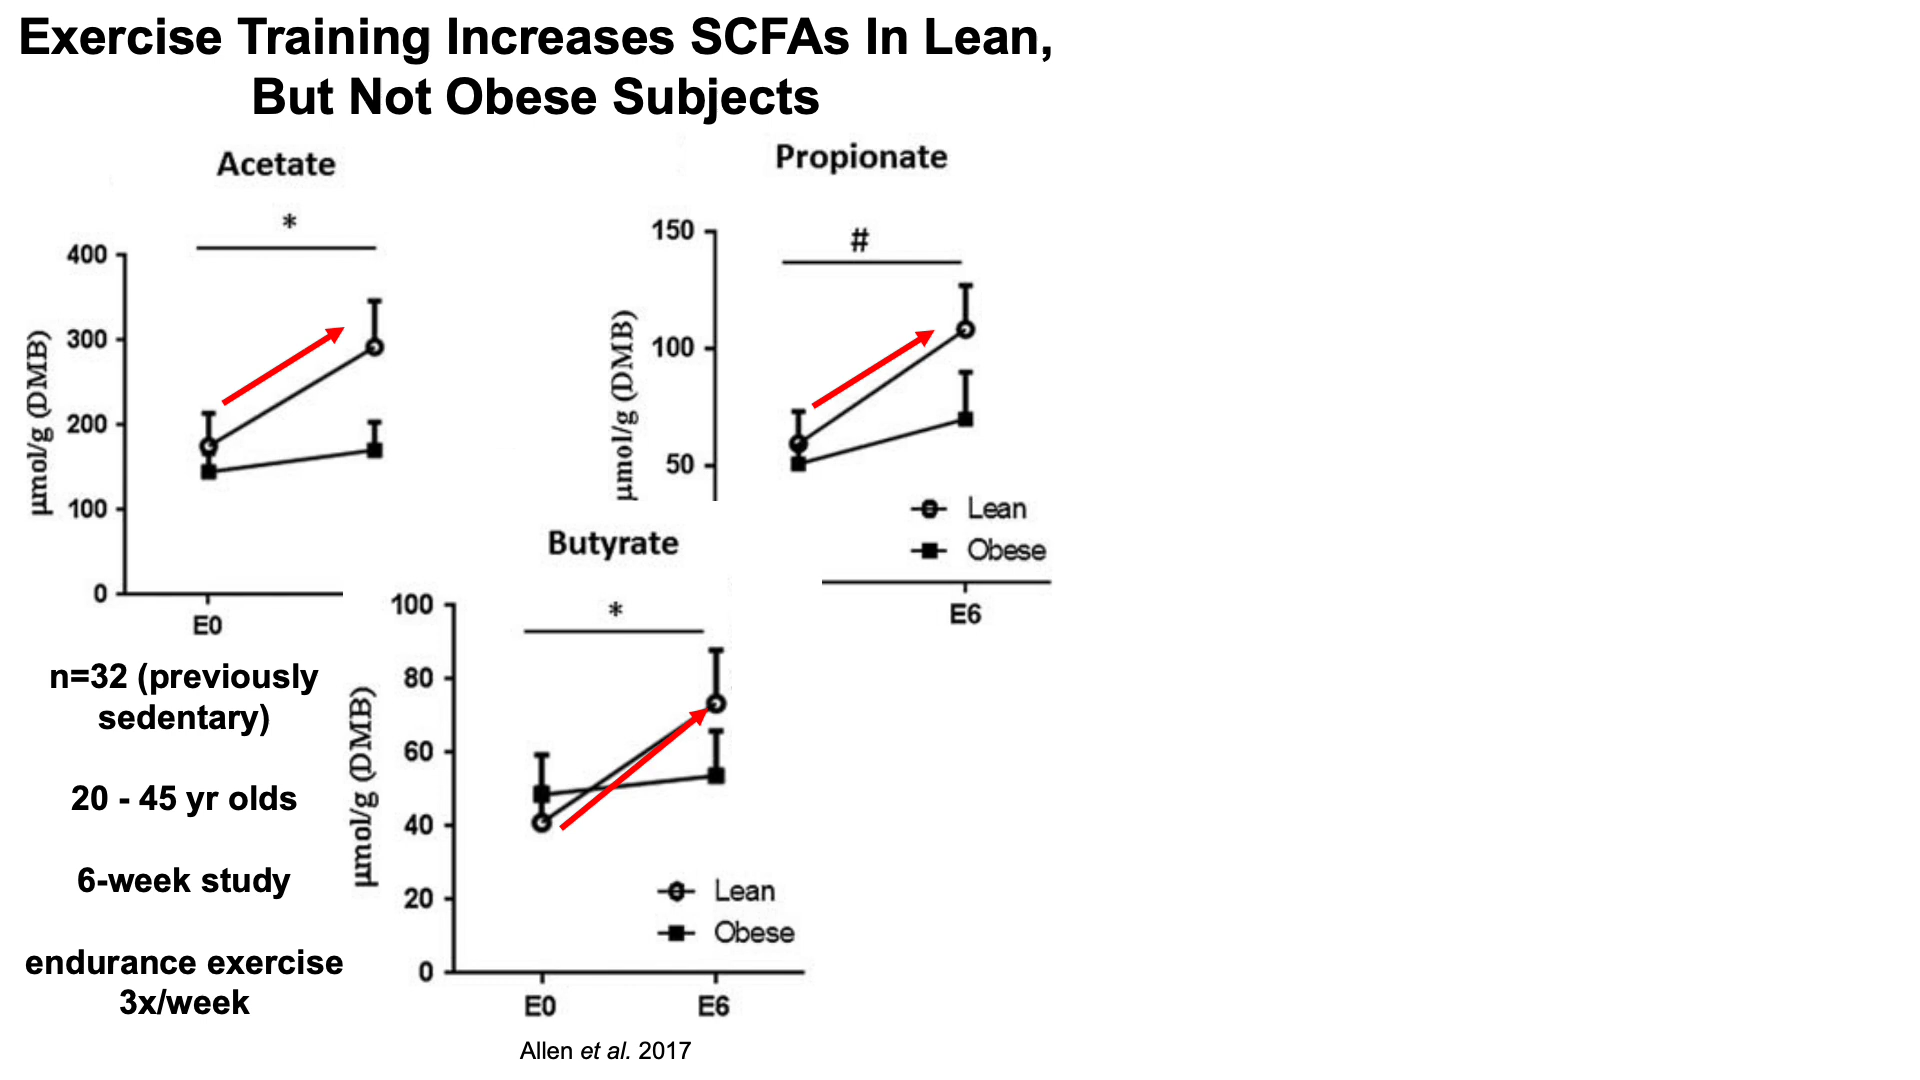 Exercise Training Increases SCFAs In Lean,
But Not Obese Subjects
Acetate
*
400
300
200
100
0
µmol/g (DMB)
E0
Propionate
#
150
100
50
µmol/g (DMB)
Lean
Obese
E6
Butyrate
*
100
80
60
40
20
0
µmol/g (DMB)
Lean
Obese
E0 E6
n=32 (previously
sedentary)
20 - 45 yr olds
6-week study
endurance exercise
3x/week
Allen et al. 2017